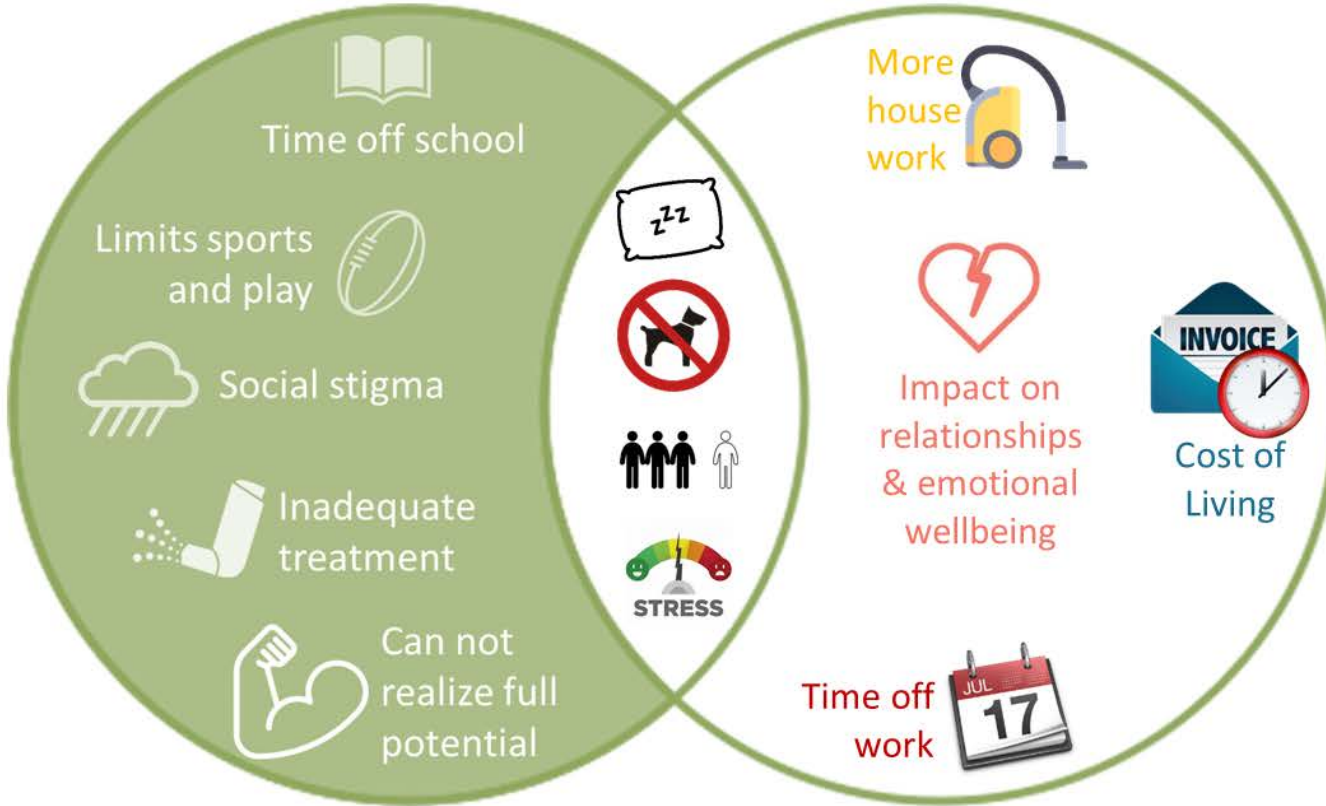 Time off school
Limits sports
and play
Social stigma
Inadequate
treatment
Can not
realize full
potential
zzz
STRESS
More
house
work
Impact on
relationships
& emotional
wellbeing
INVOICE
Cost of
Living
Time off
work
JUL
17